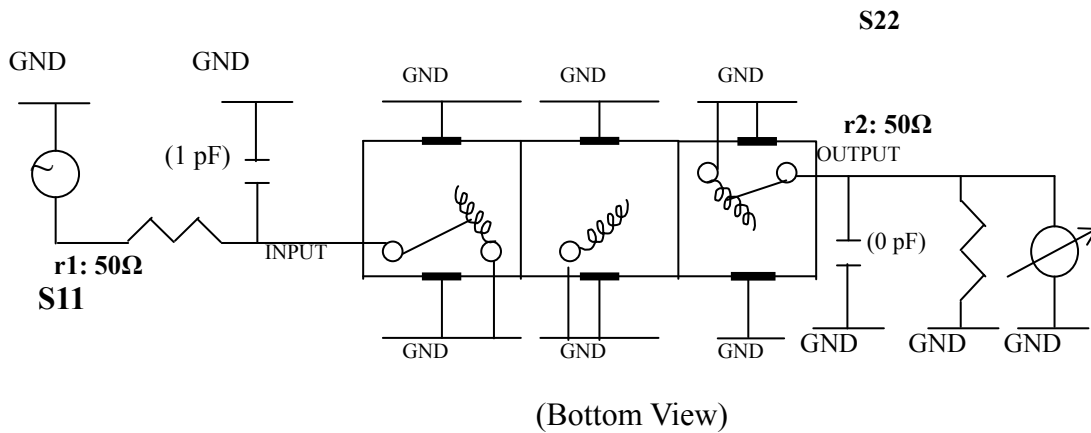 S22
GND
GND
GND
GND
GND
r2: 50Ω
(1 pF)
OUTPUT
INPUT
(0 pF)
r1: 50Ω
S11
GND
GND
GND
GND
GND
GND
(Bottom View)